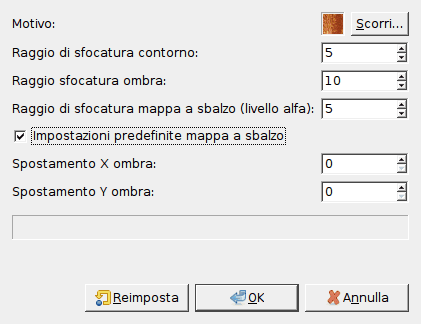 Motivo: Scorri...
Raggio di sfocatura contorno: 5
Raggio sfocatura ombra: 10
Raggio di sfocatura mappa a sbalzo (livello alfa): 5
Impostazioni predefinite mappa a sbalzo
Spostamento X ombra: 0
Spostamento Y ombra: 0
Reimposta OK Annulla